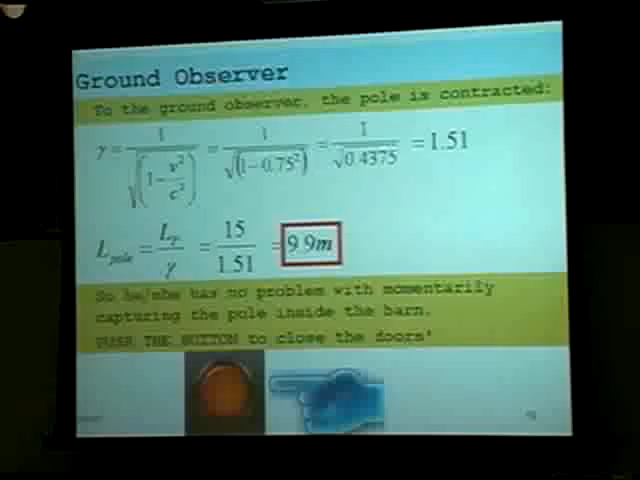 Ground Observer
To the ground observer, the pole is contracted:
γ = 1/√(1 − v²/c²) = 1/√(1−0.75²) = 1/√0.4375 = 1.51
L_pole = L_p/γ = 15/1.51 = 9.9m
So he/she has no problem with momentarily
capturing the pole inside the barn.
PUSH THE BUTTON to close the doors!